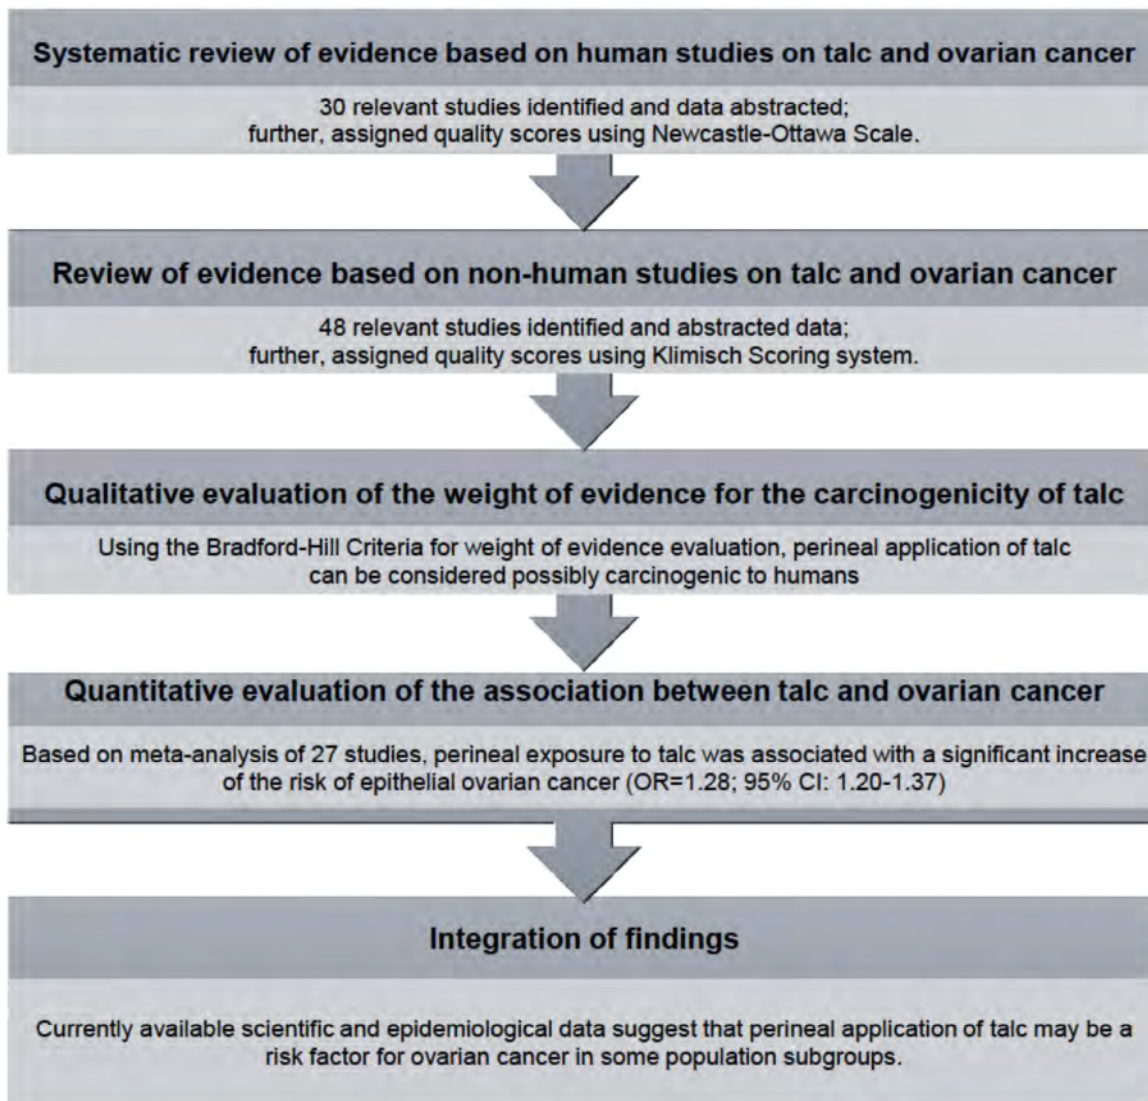 Systematic review of evidence based on human studies on talc and ovarian cancer
30 relevant studies identified and data abstracted;
further, assigned quality scores using Newcastle-Ottawa Scale.
Review of evidence based on non-human studies on talc and ovarian cancer
48 relevant studies identified and abstracted data;
further, assigned quality scores using Klimisch Scoring system.
Qualitative evaluation of the weight of evidence for the carcinogenicity of talc
Using the Bradford-Hill Criteria for weight of evidence evaluation, perineal application of talc
can be considered possibly carcinogenic to humans
Quantitative evaluation of the association between talc and ovarian cancer
Based on meta-analysis of 27 studies, perineal exposure to talc was associated with a significant increase
of the risk of epithelial ovarian cancer (OR=1.28; 95% CI: 1.20-1.37)
Integration of findings
Currently available scientific and epidemiological data suggest that perineal application of talc may be a
risk factor for ovarian cancer in some population subgroups.